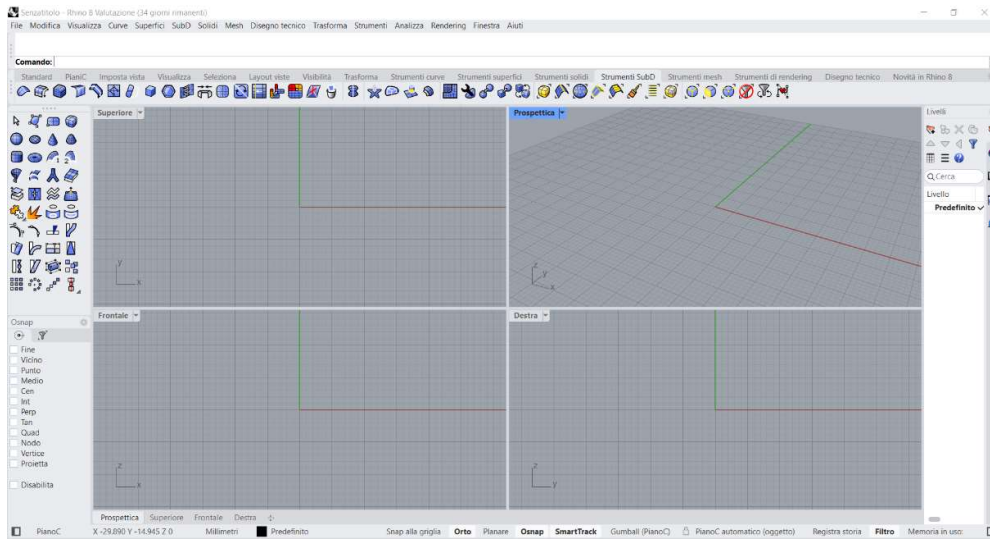 Senzatitolo - Rhino 8 Valutazione (34 giorni rimanenti)
File Modifica Visualizza Curve Superfici SubD Solidi Mesh Disegno tecnico Trasforma Strumenti Analizza Rendering Finestra Aiuti
Comando:
Standard PianiC Imposta vista Visualizza Seleziona Layout viste Visibilità Trasforma Strumenti curve Strumenti superfici Strumenti solidi Strumenti SubD Strumenti mesh Strumenti di rendering Disegno tecnico Novità in Rhino 8
Superiore
Prospettica
Livelli
Cerca
Livello
Predefinito
y
x
z
y
x
Osnap
Frontale
Destra
Fine
Vicino
Punto
Medio
Cen
Int
Perp
Tan
Quad
Nodo
Vertice
Proietta
Disabilita
z
x
z
y
Prospettica Superiore Frontale Destra
PianoC X -29.890 Y -14.945 Z 0 Millimetri Predefinito Snap alla griglia Orto Planare Osnap SmartTrack Gumball (PianoC) PianoC automatico (oggetto) Registra storia Filtro Memoria in uso: